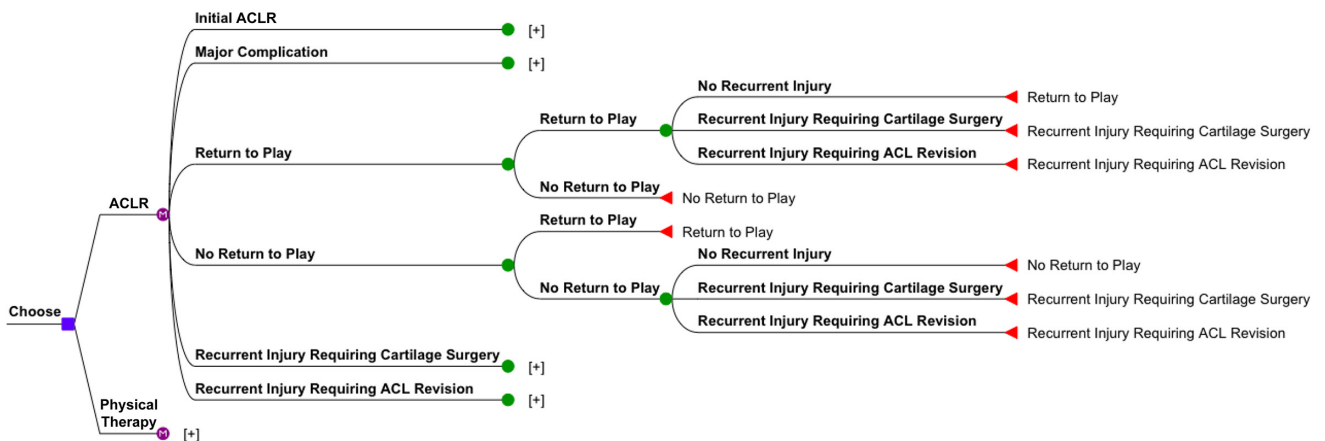 Initial ACLR
[+]
Major Complication
[+]
No Recurrent Injury
Return to Play
Return to Play
Recurrent Injury Requiring Cartilage Surgery
Recurrent Injury Requiring Cartilage Surgery
Return to Play
Recurrent Injury Requiring ACL Revision
Recurrent Injury Requiring ACL Revision
No Return to Play
No Return to Play
ACLR
M
Return to Play
Return to Play
No Return to Play
No Recurrent Injury
No Return to Play
No Return to Play
Recurrent Injury Requiring Cartilage Surgery
Recurrent Injury Requiring Cartilage Surgery
Choose
Recurrent Injury Requiring ACL Revision
Recurrent Injury Requiring ACL Revision
Recurrent Injury Requiring Cartilage Surgery
[+]
Recurrent Injury Requiring ACL Revision
[+]
Physical
Therapy
M
[+]